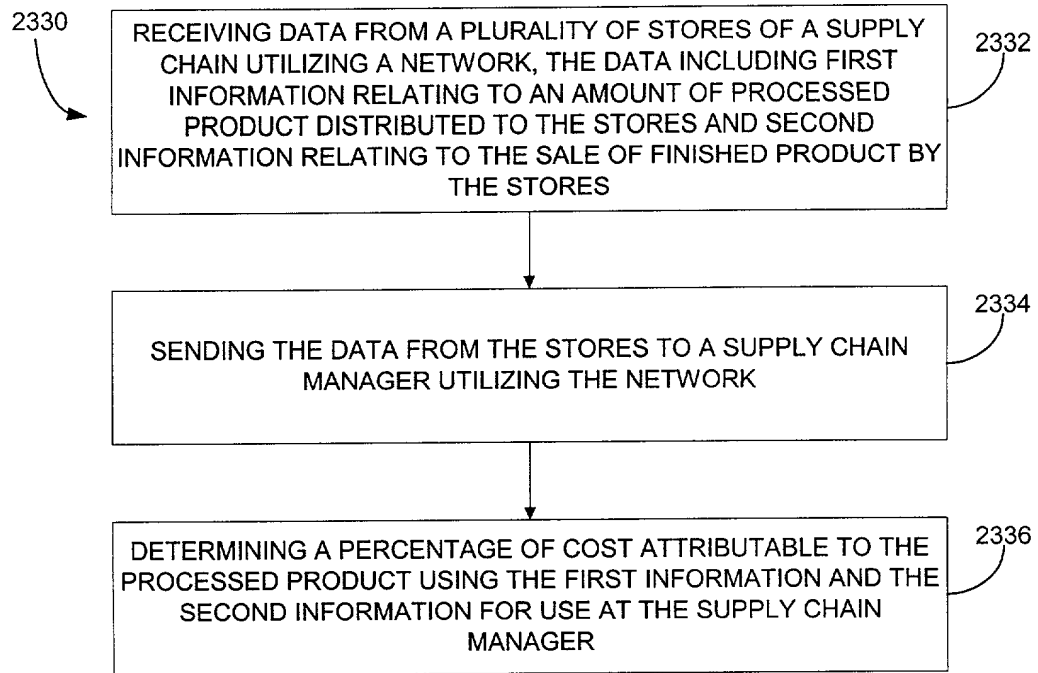 2330
RECEIVING DATA FROM A PLURALITY OF STORES OF A SUPPLY
CHAIN UTILIZING A NETWORK, THE DATA INCLUDING FIRST
INFORMATION RELATING TO AN AMOUNT OF PROCESSED
PRODUCT DISTRIBUTED TO THE STORES AND SECOND
INFORMATION RELATING TO THE SALE OF FINISHED PRODUCT BY
THE STORES
2332
SENDING THE DATA FROM THE STORES TO A SUPPLY CHAIN
MANAGER UTILIZING THE NETWORK
2334
DETERMINING A PERCENTAGE OF COST ATTRIBUTABLE TO THE
PROCESSED PRODUCT USING THE FIRST INFORMATION AND THE
SECOND INFORMATION FOR USE AT THE SUPPLY CHAIN
MANAGER
2336